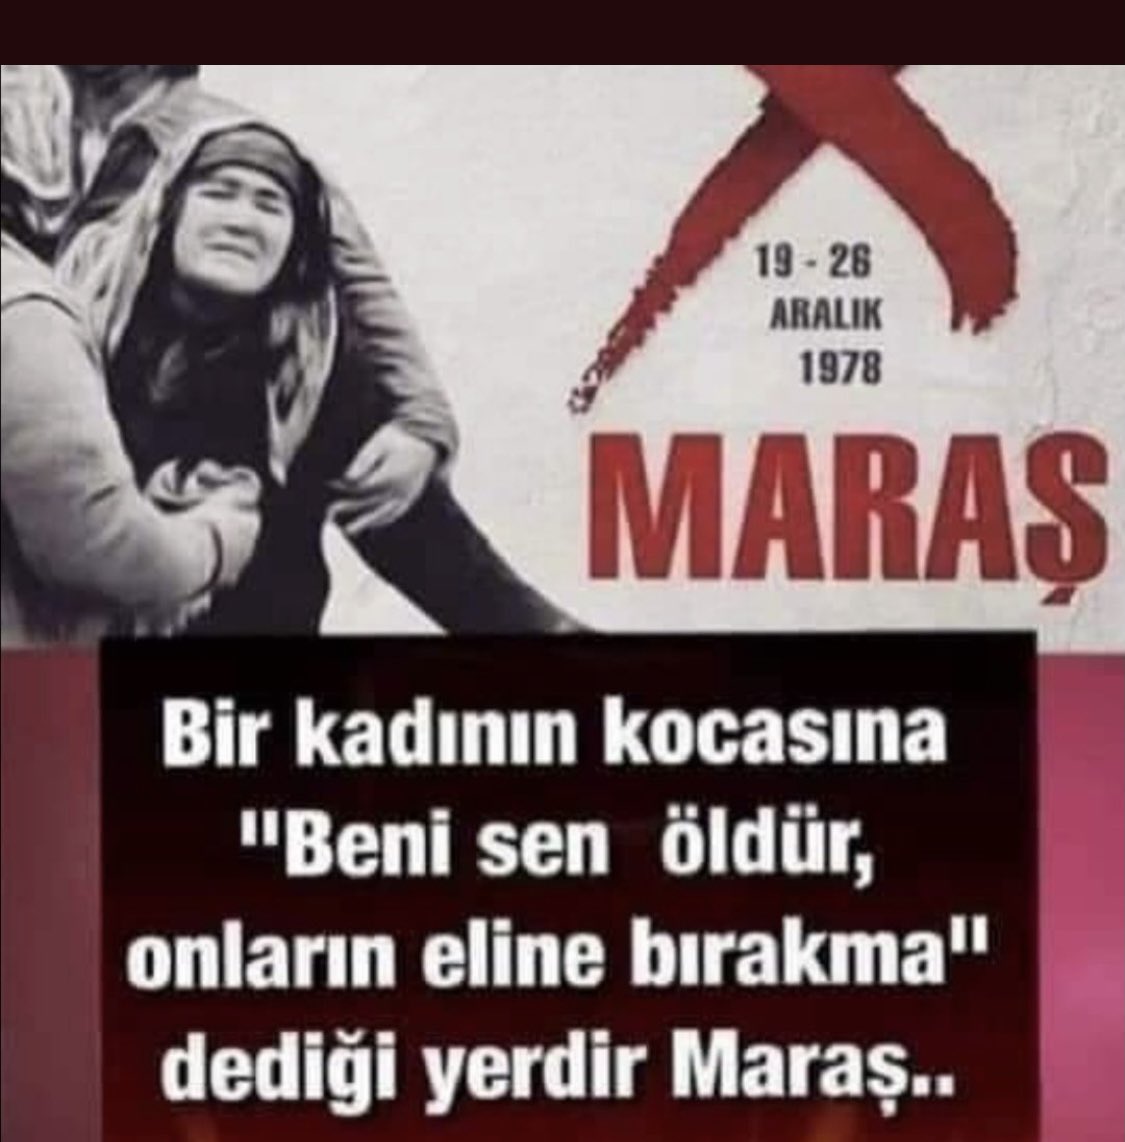 19 - 26
ARALIK
1978
MARAŞ
Bir kadının kocasına
"Beni sen öldür,
onların eline bırakma"
dediği yerdir Maraş..